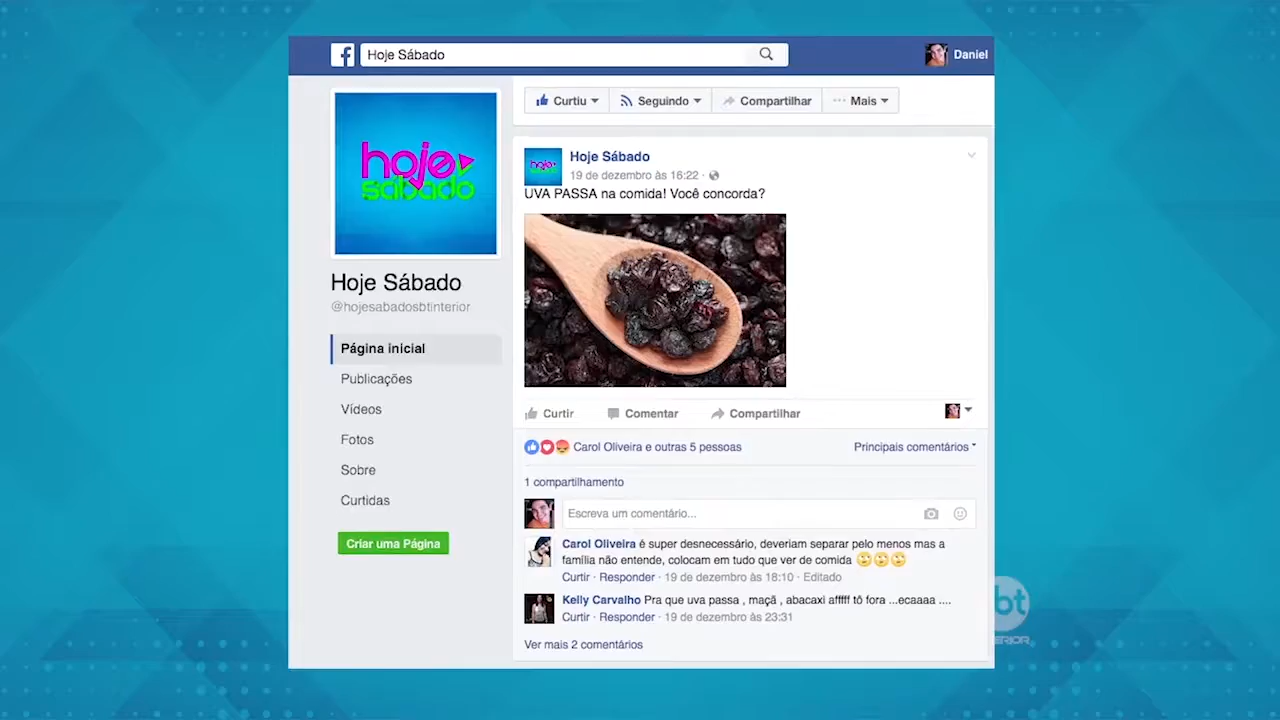 Hoje Sábado
Daniel
Curtiu
Seguindo
Compartilhar
Mais
hoje
sábado
Hoje Sábado
@hojesabadosbtinterior
Página inicial
Publicações
Vídeos
Fotos
Sobre
Curtidas
Criar uma Página
hoje
Hoje Sábado
19 de dezembro às 16:22 ·
UVA PASSA na comida! Você concorda?
Curtir
Comentar
Compartilhar
Carol Oliveira e outras 5 pessoas
Principais comentários
1 compartilhamento
Escreva um comentário...
Carol Oliveira é super desnecessário, deveriam separar pelo menos mas a
família não entende, colocam em tudo que ver de comida 🙄🙄🙄
Curtir · Responder · 19 de dezembro às 18:10 · Editado
Kelly Carvalho Pra que uva passa , maçã , abacaxi afffff tô fora ...ecaaaa ....
Curtir · Responder · 19 de dezembro às 23:31
Ver mais 2 comentários
bt
ERIOR